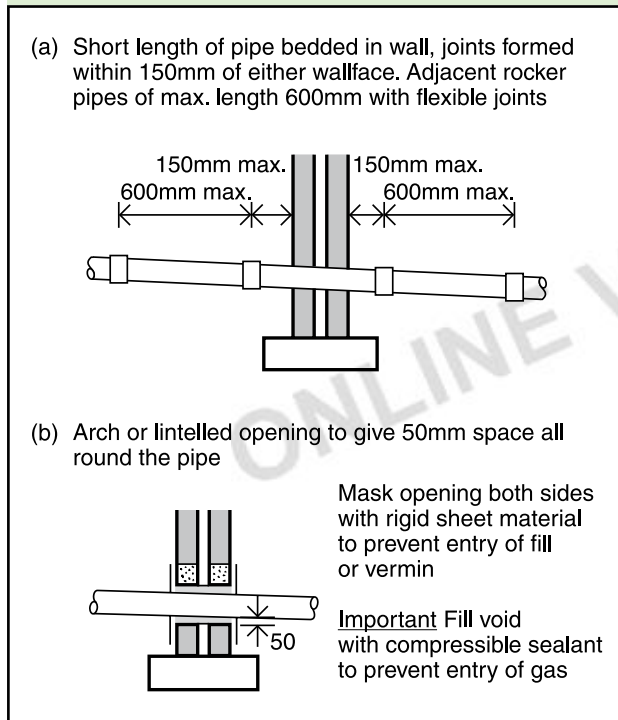 (a) Short length of pipe bedded in wall, joints formed
within 150mm of either wallface. Adjacent rocker
pipes of max. length 600mm with flexible joints
150mm max. 150mm max.
600mm max. 600mm max.
(b) Arch or lintelled opening to give 50mm space all
round the pipe
Mask opening both sides
with rigid sheet material
to prevent entry of fill
or vermin
50
Important Fill void
with compressible sealant
to prevent entry of gas
ONLINE V